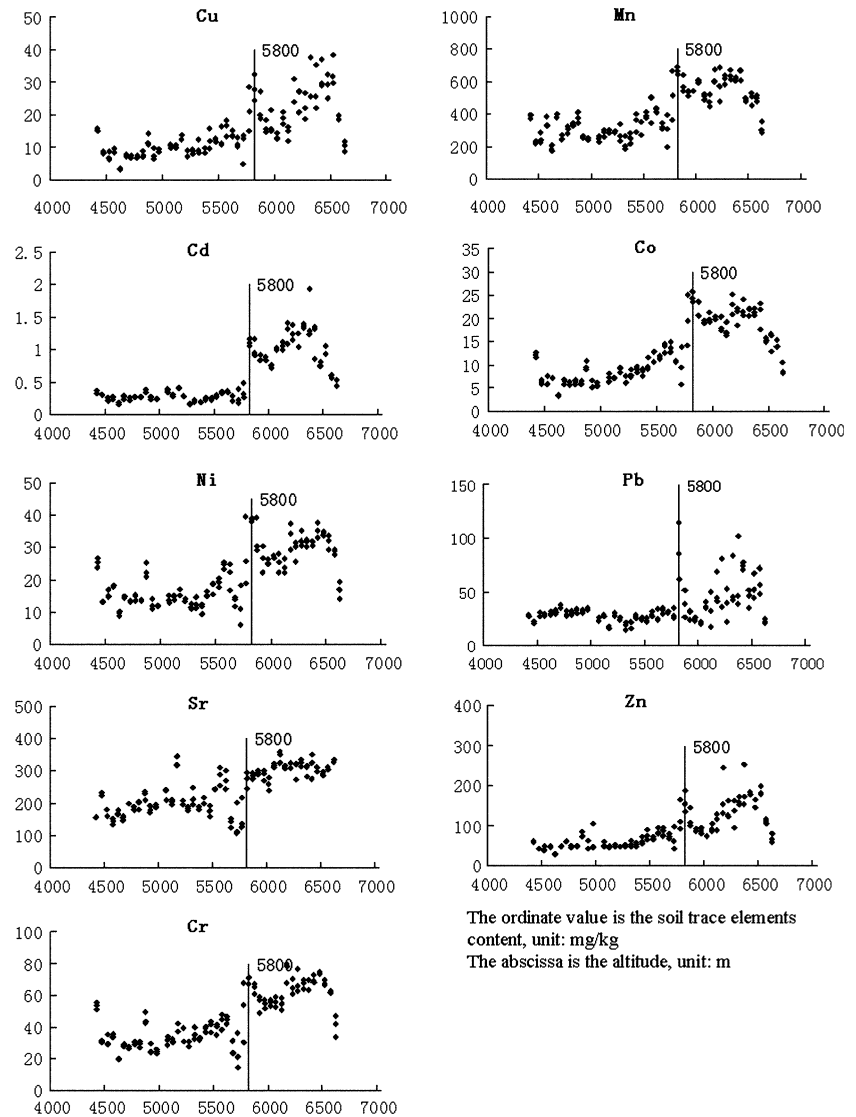 Cu
5800
50
40
30
20
10
0
4000 4500 5000 5500 6000 6500 7000
Mn
5800
1000
800
600
400
200
0
4000 4500 5000 5500 6000 6500 7000
Cd
5800
2.5
2
1.5
1
0.5
0
4000 4500 5000 5500 6000 6500 7000
Co
5800
35
30
25
20
15
10
5
0
4000 4500 5000 5500 6000 6500 7000
Ni
5800
50
40
30
20
10
0
4000 4500 5000 5500 6000 6500 7000
Pb
5800
150
100
50
0
4000 4500 5000 5500 6000 6500 7000
Sr
5800
500
400
300
200
100
0
4000 4500 5000 5500 6000 6500 7000
Zn
5800
400
300
200
100
0
4000 4500 5000 5500 6000 6500 7000
Cr
5800
100
80
60
40
20
0
4000 4500 5000 5500 6000 6500 7000
The ordinate value is the soil trace elements
content, unit: mg/kg
The abscissa is the altitude, unit: m